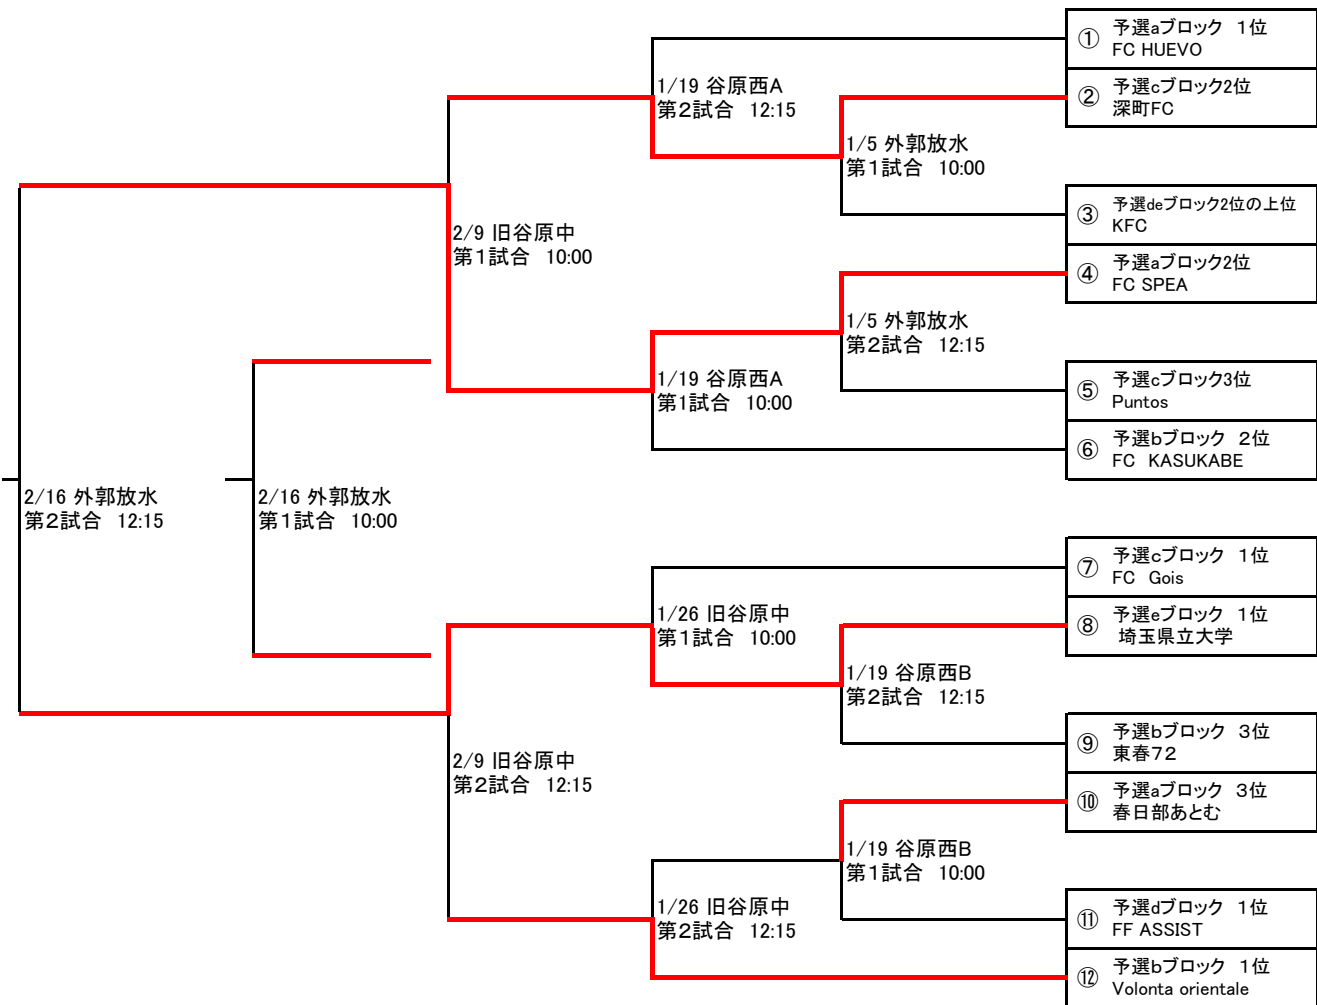 ① 予選aブロック 1位
FC HUEVO
② 予選cブロック2位
深町FC
③ 予選deブロック2位の上位
KFC
④ 予選aブロック2位
FC SPEA
⑤ 予選cブロック3位
Puntos
⑥ 予選bブロック 2位
FC KASUKABE
⑦ 予選cブロック 1位
FC Gois
⑧ 予選eブロック 1位
埼玉県立大学
⑨ 予選bブロック 3位
東春72
⑩ 予選aブロック 3位
春日部あとむ
⑪ 予選dブロック 1位
FF ASSIST
⑫ 予選bブロック 1位
Volonta orientale
1/5 外郭放水
第1試合 10:00
1/5 外郭放水
第2試合 12:15
1/19 谷原西B
第2試合 12:15
1/19 谷原西B
第1試合 10:00
1/19 谷原西A
第2試合 12:15
1/19 谷原西A
第1試合 10:00
1/26 旧谷原中
第1試合 10:00
1/26 旧谷原中
第2試合 12:15
2/9 旧谷原中
第1試合 10:00
2/9 旧谷原中
第2試合 12:15
2/16 外郭放水
第1試合 10:00
2/16 外郭放水
第2試合 12:15